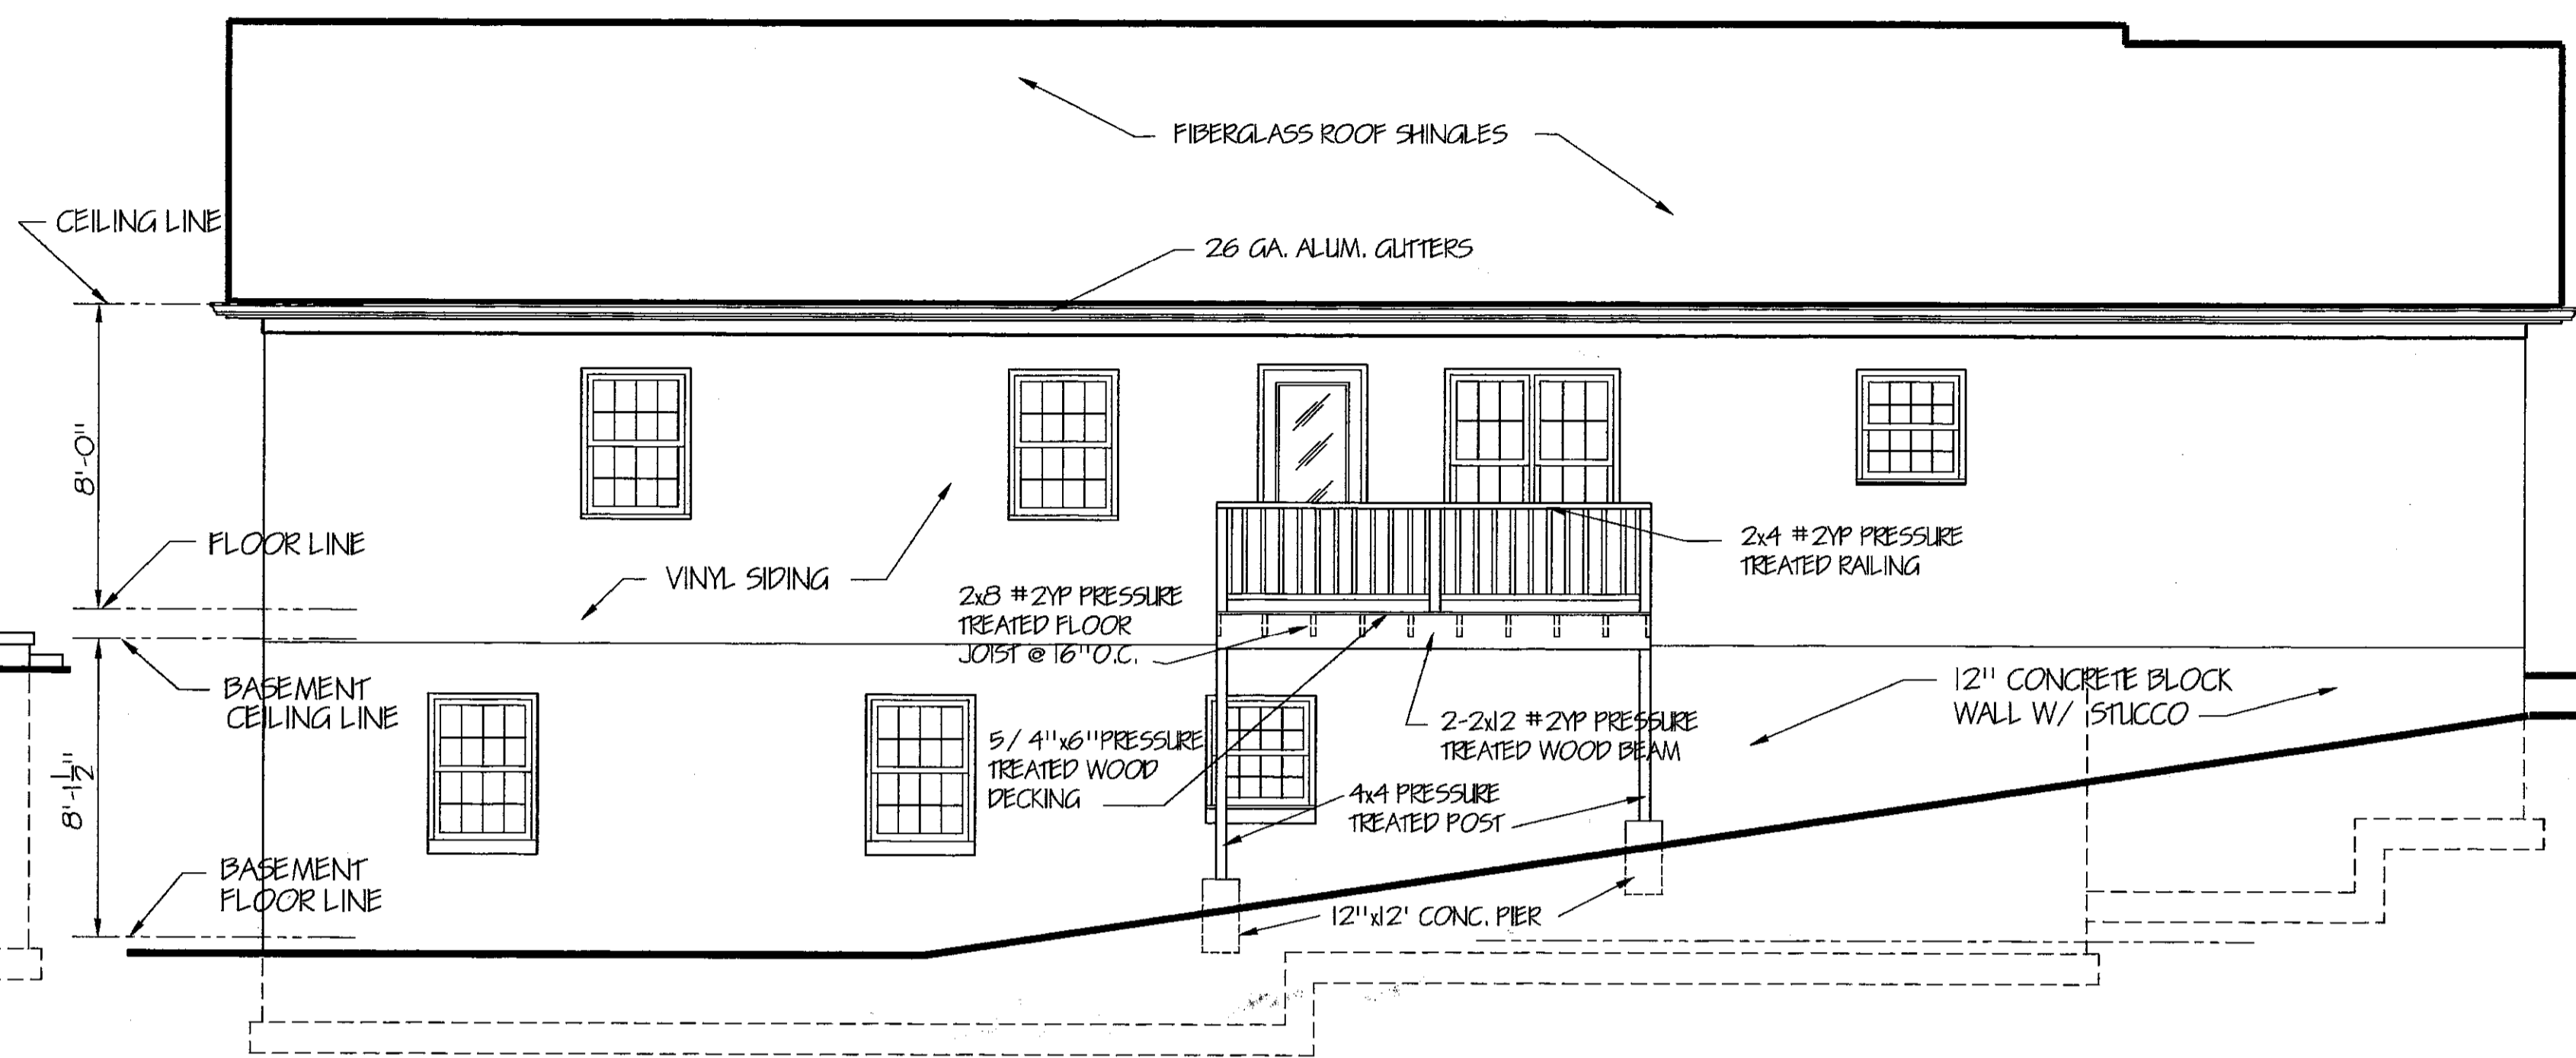 FIBERGLASS ROOF SHINGLES
CEILING LINE
26 GA. ALUM. GUTTERS
8'-0"
FLOOR LINE
VINYL SIDING
2x4 #2YP PRESSURE
TREATED RAILING
2x8 #2YP PRESSURE
TREATED FLOOR
JOIST @ 16" O.C.
BASEMENT
CEILING LINE
12" CONCRETE BLOCK
WALL W/ STUCCO
2-2x12 #2YP PRESSURE
TREATED WOOD BEAM
5/4"x6" PRESSURE
TREATED WOOD
DECKING
8'-1 1/2"
4x4 PRESSURE
TREATED POST
BASEMENT
FLOOR LINE
12"x12' CONC. PIER